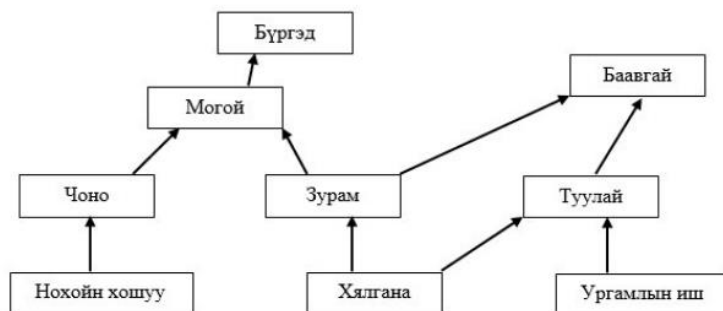 Бүргэд
Баавгай
Могой
Чоно
Зурам
Туулай
Нохойн хошуу
Хялгана
Ургамлын иш